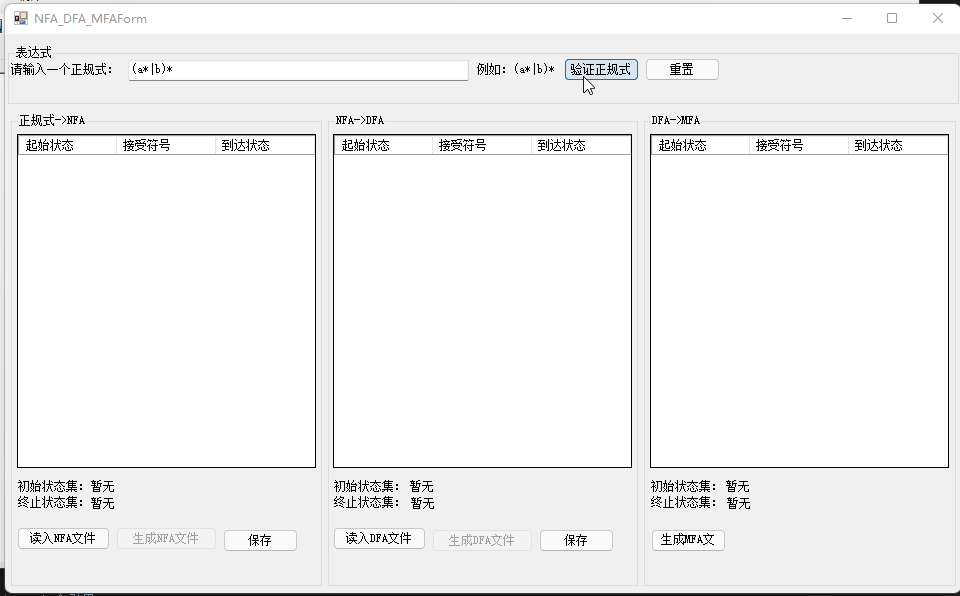 NFA_DFA_MFAForm
表达式
请输入一个正规式： (a*|b)* 例如：(a*|b)* 验证正规式 重置
正规式->NFA NFA->DFA DFA->MFA
起始状态 接受符号 到达状态 起始状态 接受符号 到达状态 起始状态 接受符号 到达状态
初始状态集： 暂无 初始状态集： 暂无 初始状态集： 暂无
终止状态集： 暂无 终止状态集： 暂无 终止状态集： 暂无
读入NFA文件 生成NFA文件 保存 读入DFA文件 生成DFA文件 保存 生成MFA文